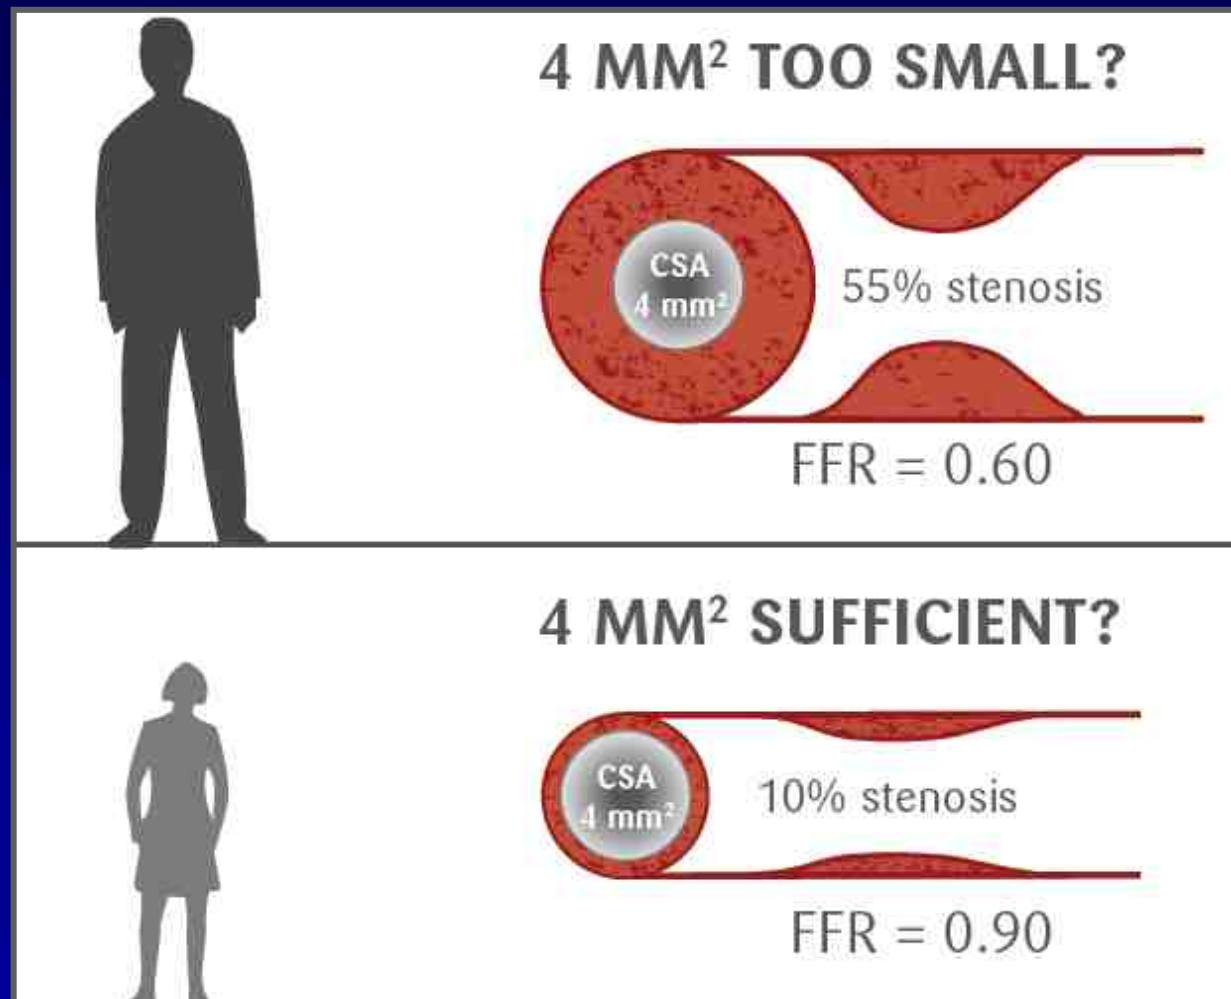 4 MM² TOO SMALL?
CSA
4 mm²
55% stenosis
FFR = 0.60
4 MM² SUFFICIENT?
CSA
4 mm²
10% stenosis
FFR = 0.90